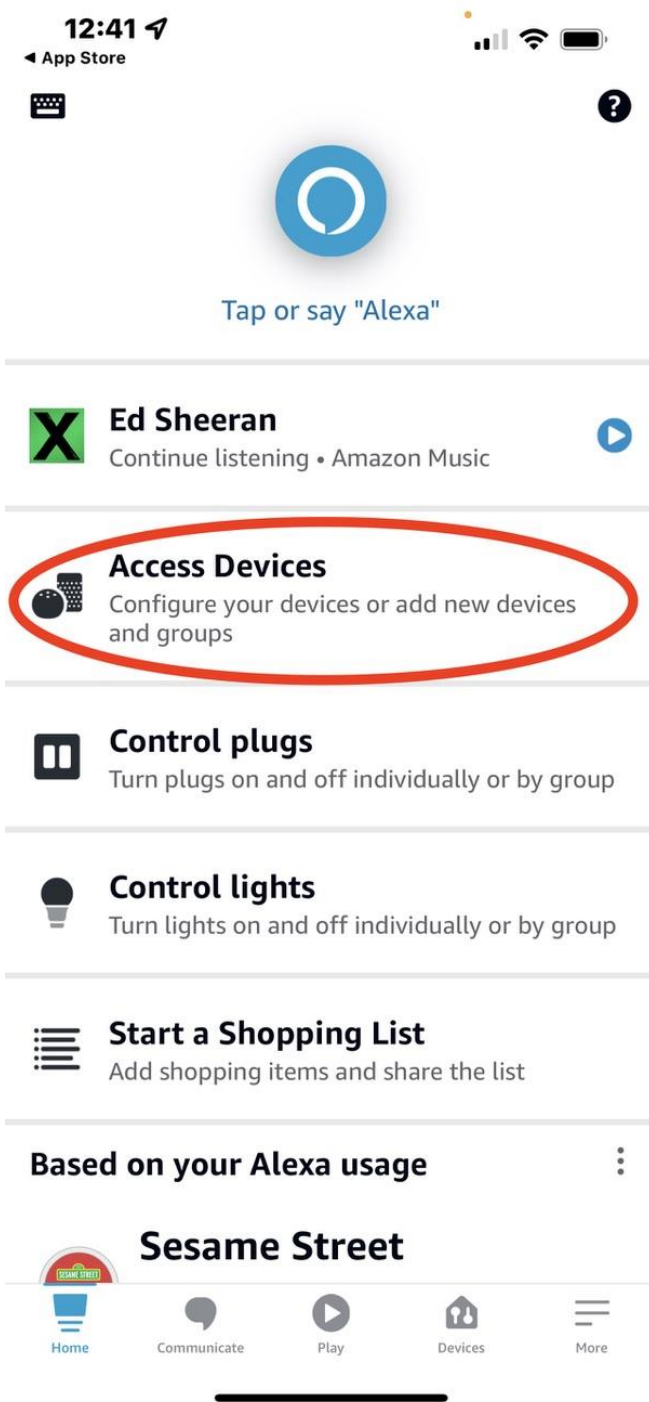 12:41
◀ App Store
Tap or say "Alexa"
X
Ed Sheeran
Continue listening • Amazon Music
Access Devices
Configure your devices or add new devices
and groups
Control plugs
Turn plugs on and off individually or by group
Control lights
Turn lights on and off individually or by group
Start a Shopping List
Add shopping items and share the list
Based on your Alexa usage
Sesame Street
SESAME STREET
Home
Communicate
Play
Devices
More